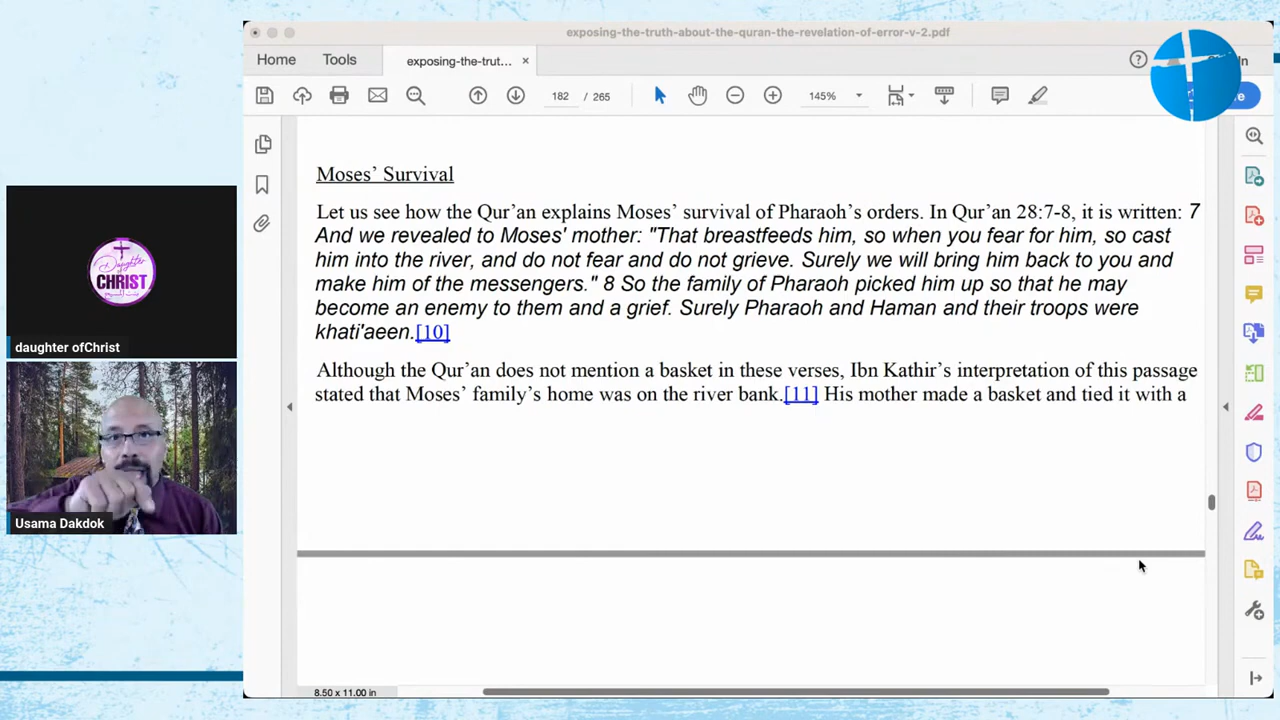 exposing-the-truth-about-the-quran-the-revelation-of-error-v-2.pdf
Home
Tools
exposing-the-trut...
×
?
In
182 / 265
145%
e
Moses' Survival
Let us see how the Qur'an explains Moses' survival of Pharaoh's orders. In Qur'an 28:7-8, it is written: 7
And we revealed to Moses' mother: "That breastfeeds him, so when you fear for him, so cast
him into the river, and do not fear and do not grieve. Surely we will bring him back to you and
make him of the messengers." 8 So the family of Pharaoh picked him up so that he may
become an enemy to them and a grief. Surely Pharaoh and Haman and their troops were
khati'aeen.[10]
Although the Qur'an does not mention a basket in these verses, Ibn Kathir's interpretation of this passage
stated that Moses' family's home was on the river bank.[11] His mother made a basket and tied it with a
8.50 x 11.00 in
Daughter
of
CHRIST
daughter ofChrist
Usama Dakdok